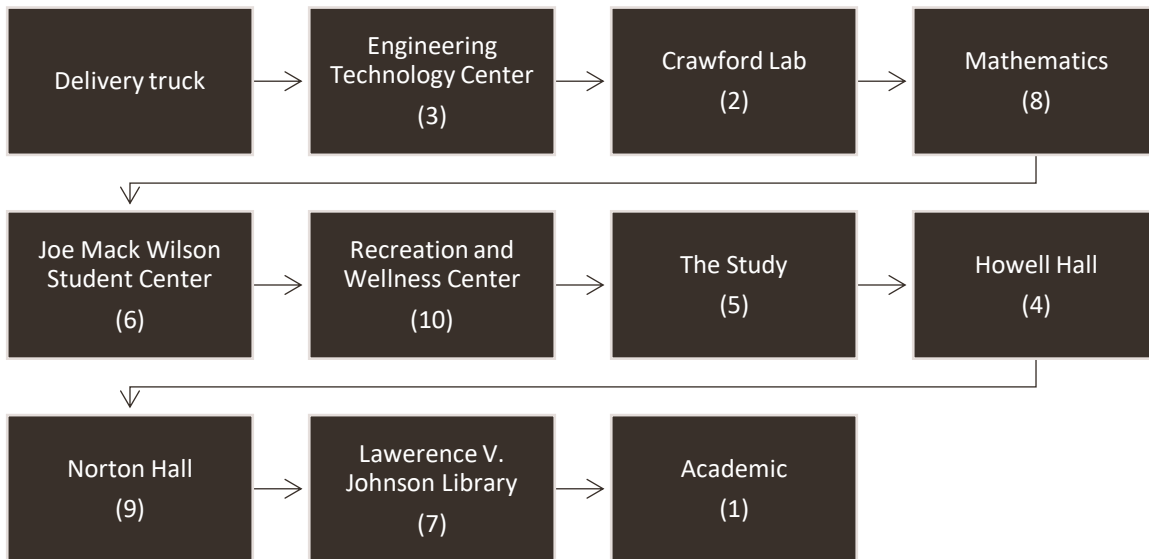 Delivery truck
Engineering
Technology Center
(3)
Crawford Lab
(2)
Mathematics
(8)
Joe Mack Wilson
Student Center
(6)
Recreation and
Wellness Center
(10)
The Study
(5)
Howell Hall
(4)
Norton Hall
(9)
Lawerence V.
Johnson Library
(7)
Academic
(1)